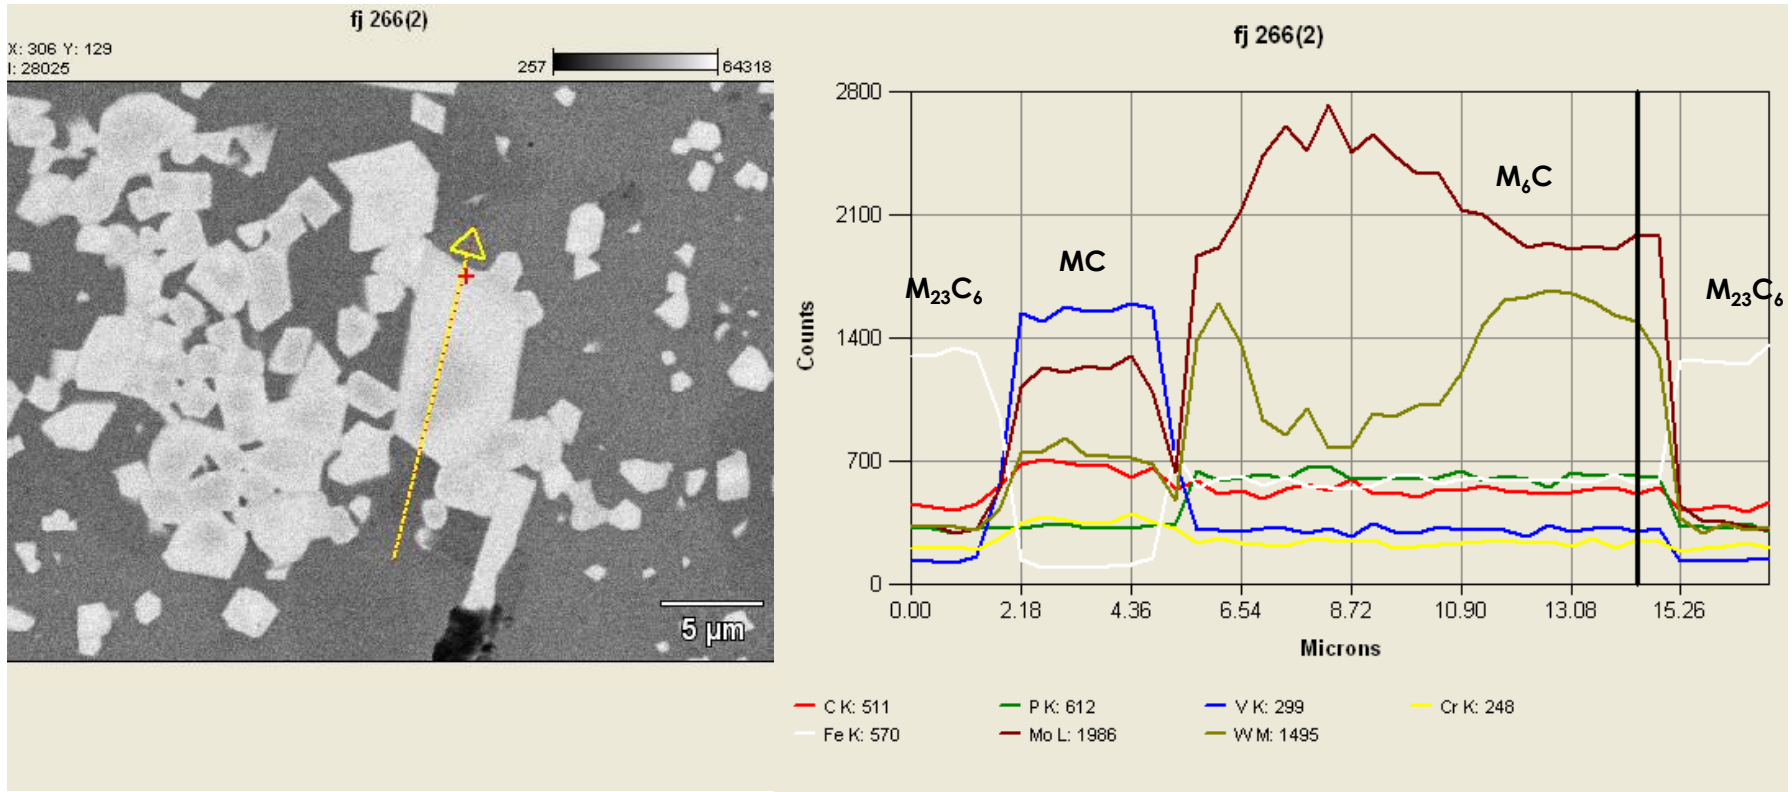 fj 266(2)
X: 306 Y: 129
I: 28025
257
64318
5 µm
fj 266(2)
Counts
2800
2100
1400
700
0
M₂₃C₆
MC
M₆C
M₂₃C₆
0.00 2.18 4.36 6.54 8.72 10.90 13.08 15.26
Microns
C K: 511 P K: 612 V K: 299 Cr K: 248
Fe K: 570 Mo L: 1986 W M: 1495